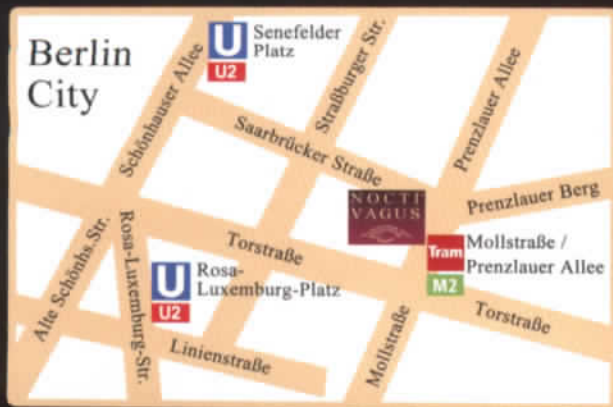 Berlin
City
U
U2
Senefelder
Platz
Schönhauser Allee
Straßburger Str.
Prenzlauer Allee
Saarbrücker Straße
NOCTI
VAGUS
Prenzlauer Berg
Tram
M2
Mollstraße /
Prenzlauer Allee
Torstraße
Torstraße
Alte Schönhs.Str.
Rosa-Luxemburg-Str.
U
U2
Rosa-
Luxemburg-Platz
Linienstraße
Mollstraße